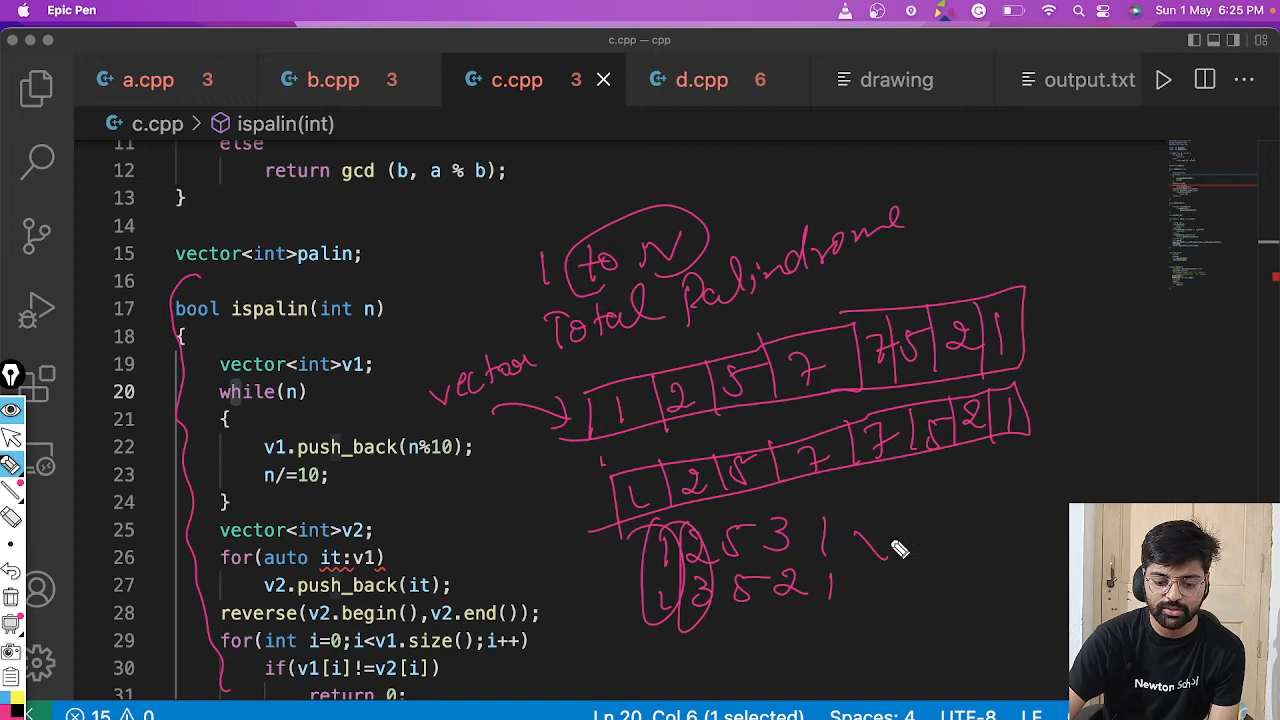 Epic Pen
Sun 1 May 6:25 PM
c.cpp — cpp
a.cpp 3
b.cpp 3
c.cpp 3
d.cpp 6
drawing
output.txt
c.cpp > ispalin(int)
11 else
12 return gcd (b, a % b);
13 }
14
15 vector<int>palin;
16
17 bool ispalin(int n)
18 {
19 vector<int>v1;
20 while(n)
21 {
22 v1.push_back(n%10);
23 n/=10;
24 }
25 vector<int>v2;
26 for(auto it:v1)
27 v2.push_back(it);
28 reverse(v2.begin(),v2.end());
29 for(int i=0;i<v1.size();i++)
30 if(v1[i]!=v2[i])
31 return 0;
1 to N
Total Palindrome
vector
1 2 5 7 7 5 2 1
1 2 5 7 7 5 2 1
1 2 5 3 1
1 3 5 2 1
Newton School
15 0
Ln 20, Col 6 (1 selected)
Spaces: 4
UTF-8
LF